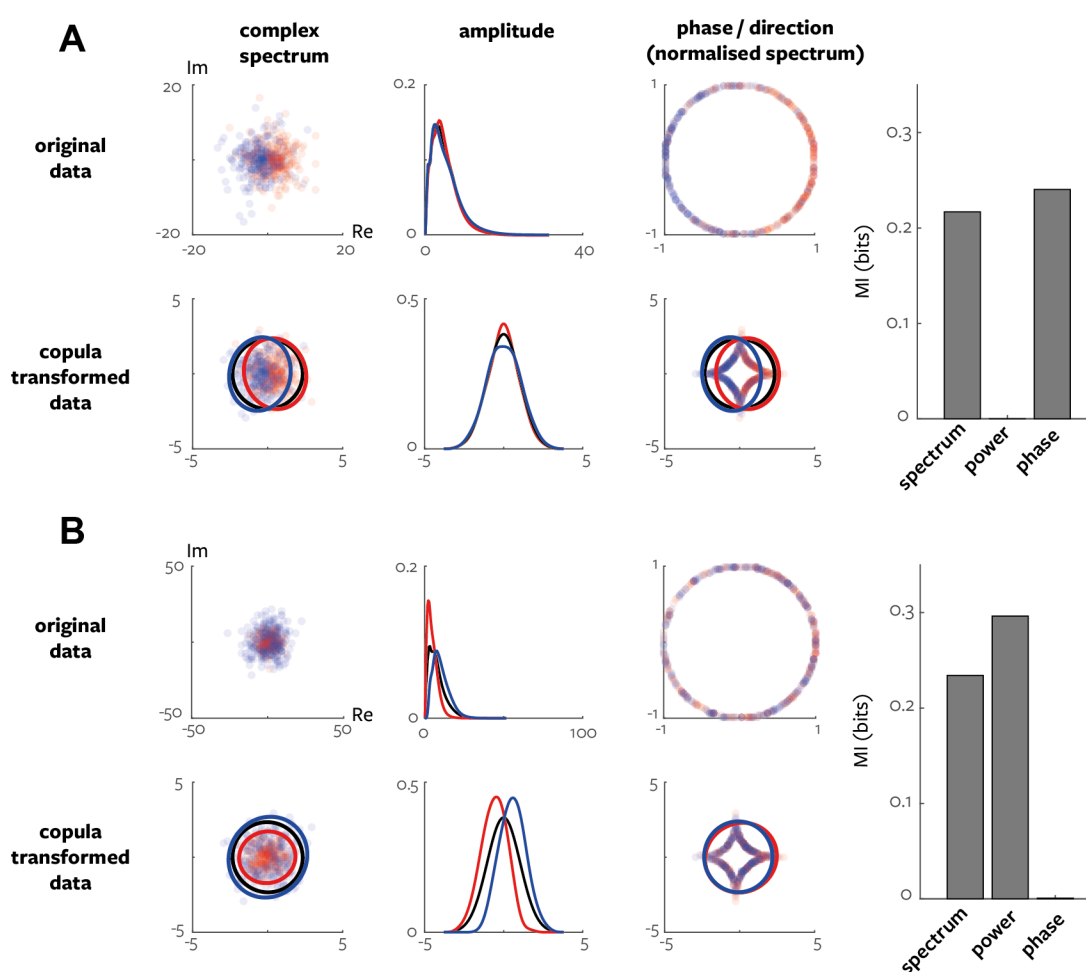 A
complex
spectrum
amplitude
phase / direction
(normalised spectrum)
Im
20
-20
-20
20
Re
original
data
0.2
0
0
40
1
-1
-1
1
MI (bits)
0.3
0.2
0.1
0
spectrum
power
phase
copula
transformed
data
5
-5
-5
5
0.5
0
-5
5
5
-5
-5
5
B
Im
50
-50
-50
50
Re
original
data
0.2
0
0
100
1
-1
-1
1
MI (bits)
0.3
0.2
0.1
0
spectrum
power
phase
copula
transformed
data
5
-5
-5
5
0.5
0
-5
5
5
-5
-5
5